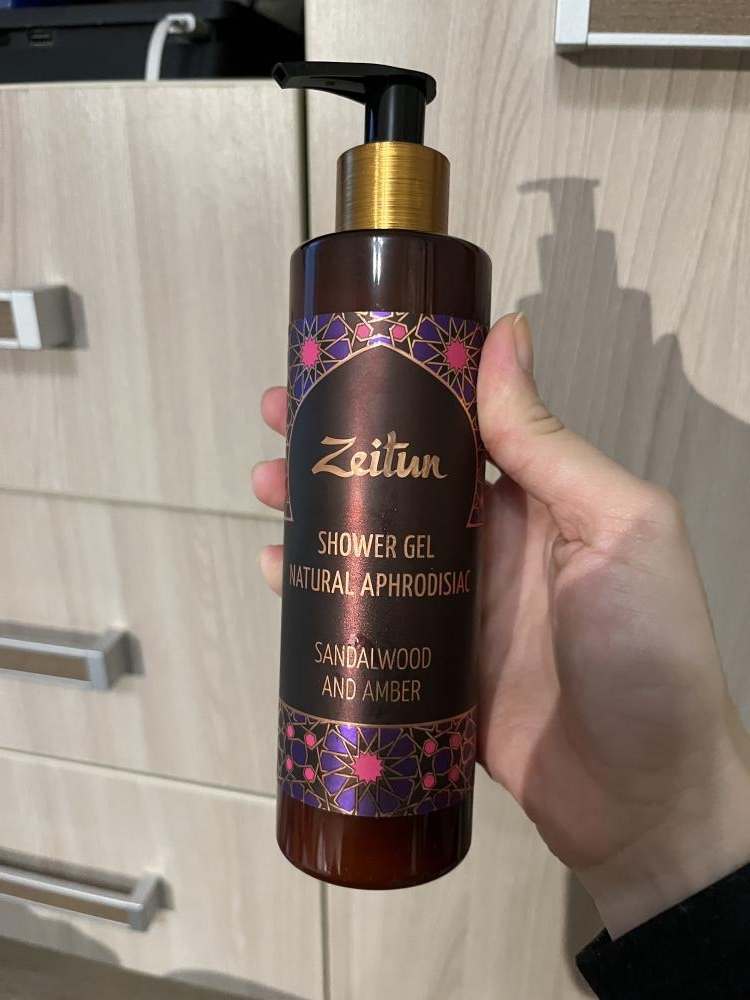 Zeitun
SHOWER GEL
NATURAL APHRODISIAC
SANDALWOOD
AND AMBER